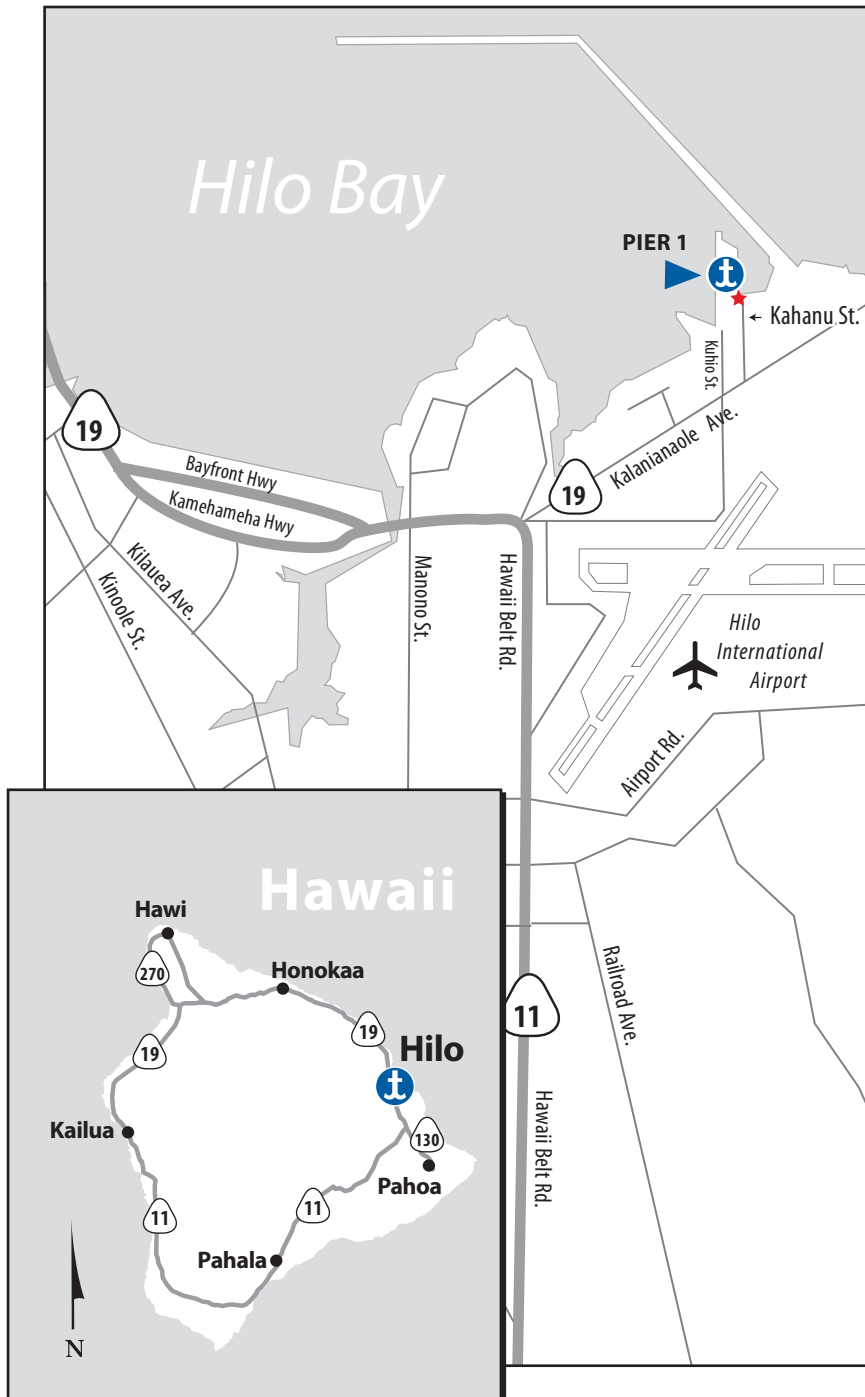 Hilo Bay
PIER 1
Kahanu St.
Kuhio St.
19
Kalanianaole Ave.
19
Bayfront Hwy
Kamehameha Hwy
Kilauea Ave.
Kinoole St.
Manono St.
Hawaii Belt Rd.
Hilo
International
Airport
Airport Rd.
Railroad Ave.
11
Hawaii Belt Rd.
Hawaii
Hawi
270
Honokaa
19
19
Hilo
Kailua
130
Pahoa
11
11
Pahala
N